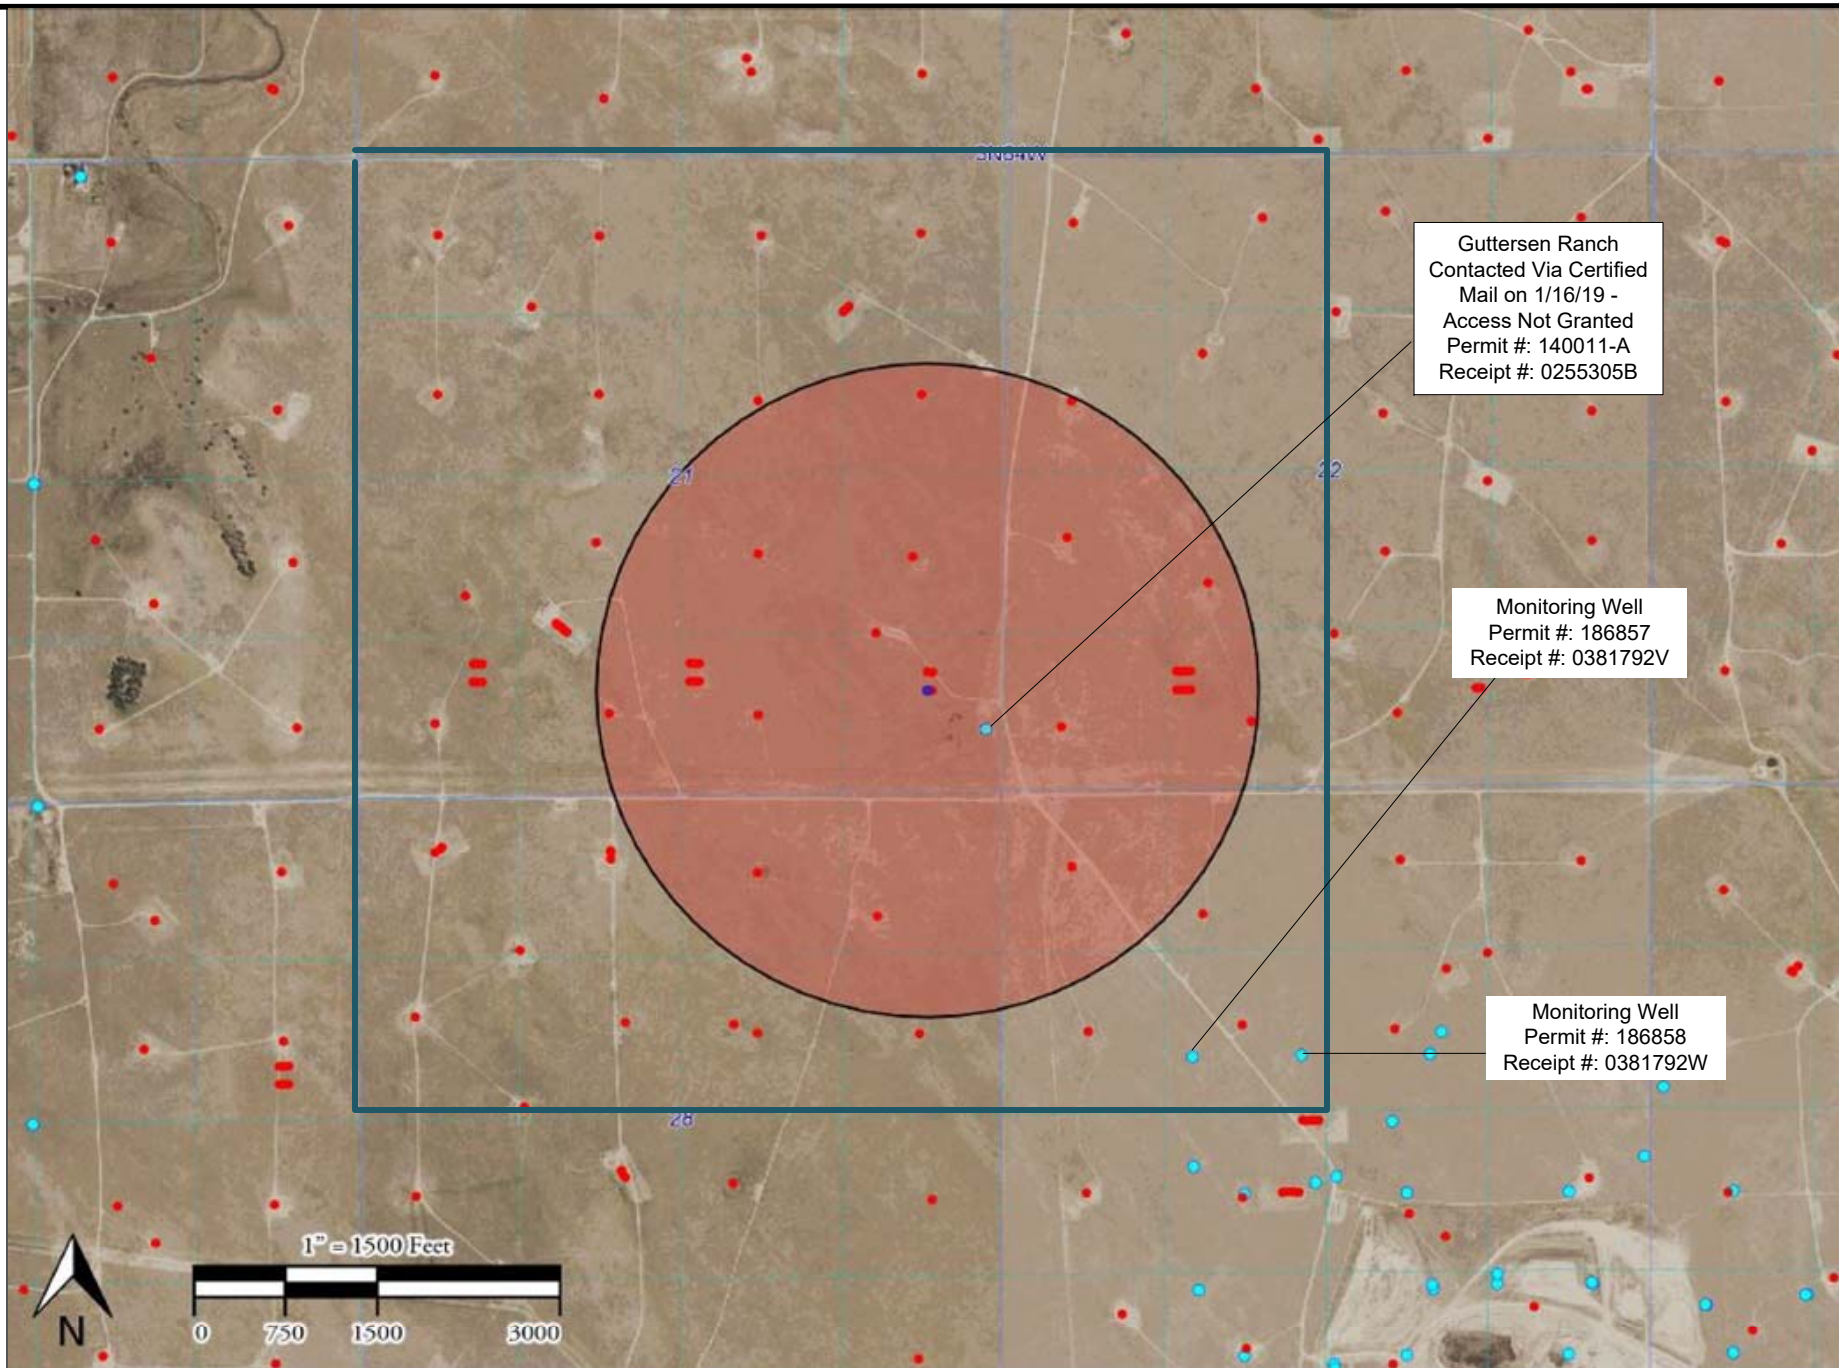 21
22
Guttersen Ranch
Contacted Via Certified
Mail on 1/16/19 -
Access Not Granted
Permit #: 140011-A
Receipt #: 0255305B
Monitoring Well
Permit #: 186857
Receipt #: 0381792V
Monitoring Well
Permit #: 186858
Receipt #: 0381792W
28
1" = 1500 Feet
0 750 1500 3000
N